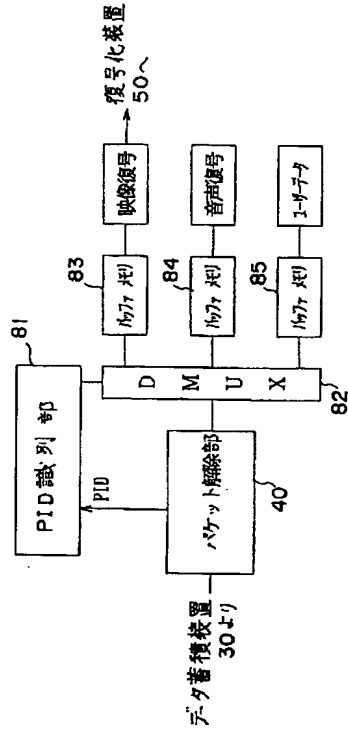 データ蓄積装置
30より
パケット解除部
40
PID
PID識別部
81
DMUX
82
83
バッファメモリ
映像復号
復号化装置
50へ
84
バッファメモリ
音声復号
85
バッファメモリ
ユーザーデータ